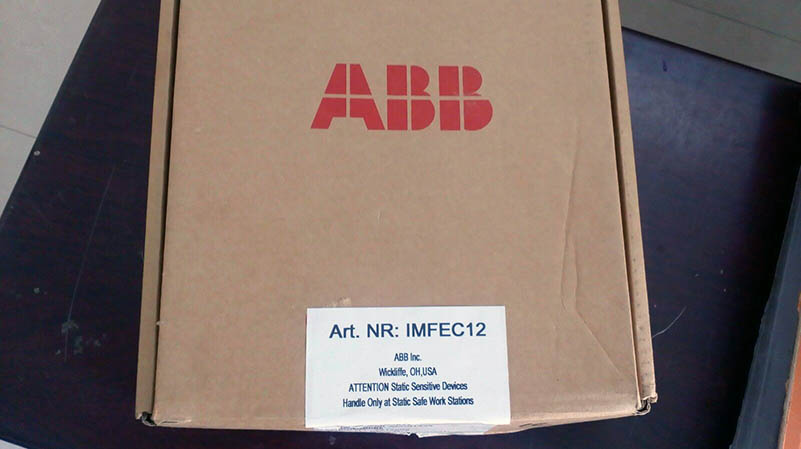 ABB
Art. NR: IMFEC12
ABB Inc.
Wickliffe, OH,USA
ATTENTION Static Sensitive Devices
Handle Only at Static Safe Work Stations